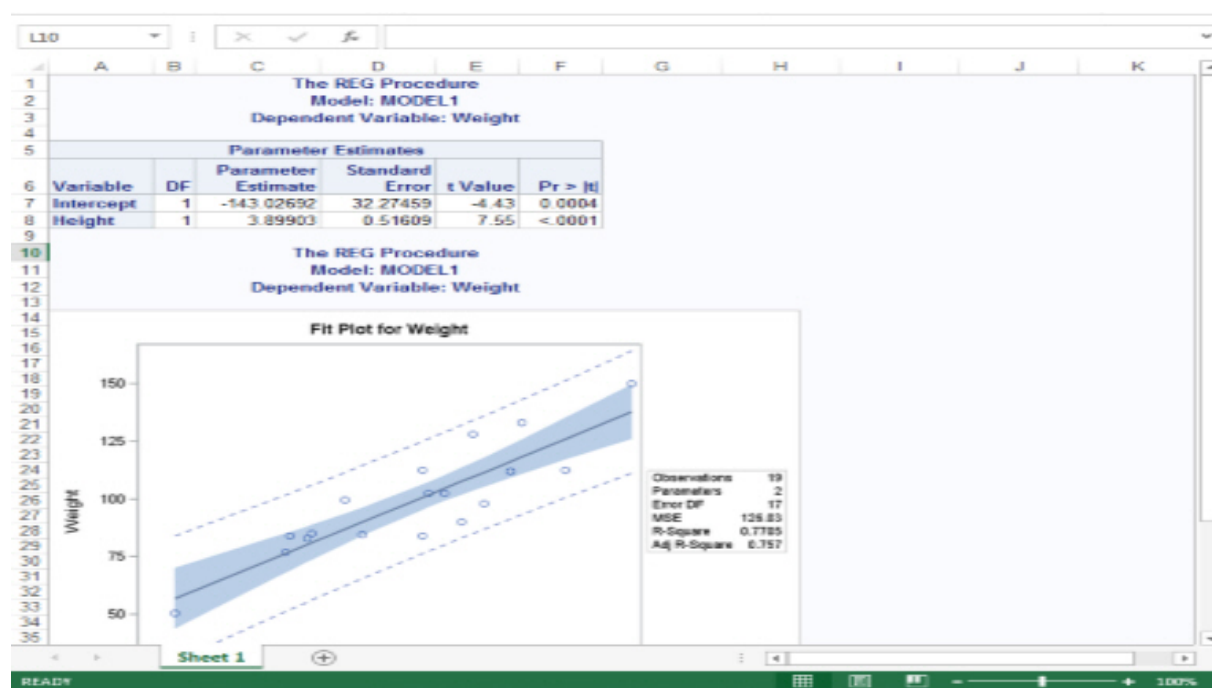 L10
A B C D E F G H I J K
1 The REG Procedure
2 Model: MODEL1
3 Dependent Variable: Weight
4
5 Parameter Estimates
6 Variable DF Parameter Estimate Standard Error t Value Pr > |t|
7 Intercept 1 -143.02692 32.27459 -4.43 0.0004
8 Height 1 3.89903 0.51609 7.55 <.0001
9
10 The REG Procedure
11 Model: MODEL1
12 Dependent Variable: Weight
13
14
15 Fit Plot for Weight
16
17
18
19
20
21
22
23
24
25
26
27
28
29
30
31
32
33
34
35
150
125
100
75
50
Weight
Observations 19
Parameters 2
Error DF 17
MSE 126.03
R-Square 0.7705
Adj R-Square 0.757
Sheet 1
READY 100%